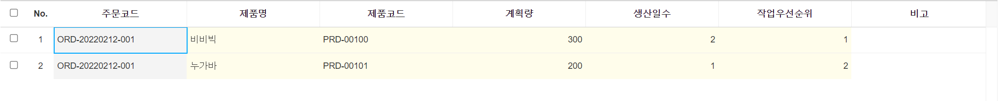 No. 주문코드 제품명 제품코드 계획량 생산일수 작업우선순위 비고
1 ORD-20220212-001 비비빅 PRD-00100 300 2 1
2 ORD-20220212-001 누가바 PRD-00101 200 1 2